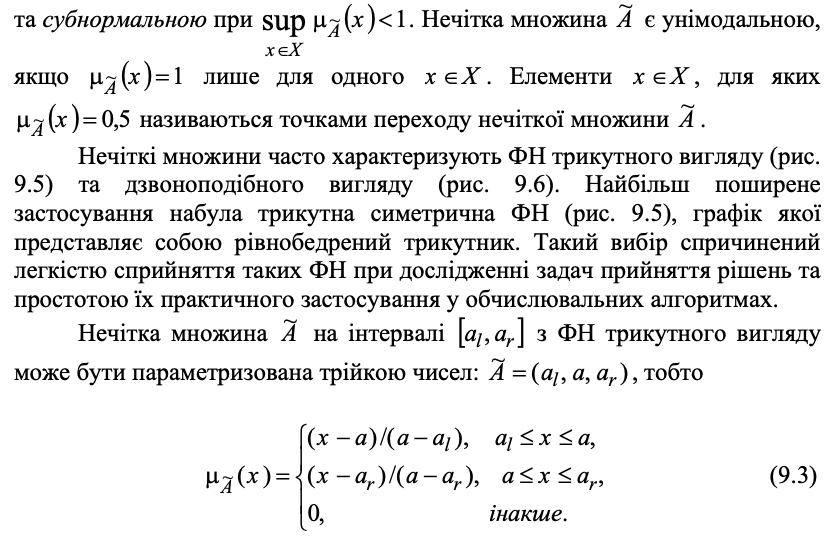 та субнормальною при sup μ_Ã(x)<1. Нечітка множина Ã є унімодальною,
x∈X
якщо μ_Ã(x)=1 лише для одного x∈X. Елементи x∈X, для яких
μ_Ã(x)=0,5 називаються точками переходу нечіткої множини Ã.
Нечіткі множини часто характеризують ФН трикутного вигляду (рис.
9.5) та дзвоноподібного вигляду (рис. 9.6). Найбільш поширене
застосування набула трикутна симетрична ФН (рис. 9.5), графік якої
представляє собою рівнобедрений трикутник. Такий вибір спричинений
легкістю сприйняття таких ФН при дослідженні задач прийняття рішень та
простотою їх практичного застосування у обчислювальних алгоритмах.
Нечітка множина Ã на інтервалі [a_l, a_r] з ФН трикутного вигляду
може бути параметризована трійкою чисел: Ã = (a_l, a, a_r), тобто
(x − a)/(a − a_l), a_l ≤ x ≤ a,
μ_Ã(x) = { (x − a_r)/(a − a_r), a ≤ x ≤ a_r, (9.3)
0, інакше.